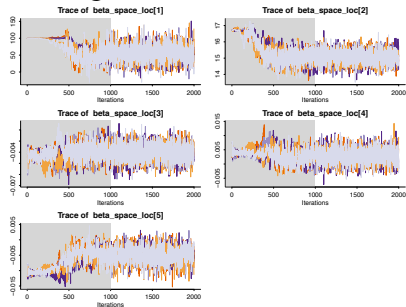 Trace of beta_space_loc[1]
150
100
50
0
0 500 1000 1500 2000
Iterations
Trace of beta_space_loc[2]
17
16
15
14
0 500 1000 1500 2000
Iterations
Trace of beta_space_loc[3]
−0.004
−0.007
0 500 1000 1500 2000
Iterations
Trace of beta_space_loc[4]
0.015
0.005
−0.005
0 500 1000 1500 2000
Iterations
Trace of beta_space_loc[5]
0.005
−0.005
−0.015
0 500 1000 1500 2000
Iterations